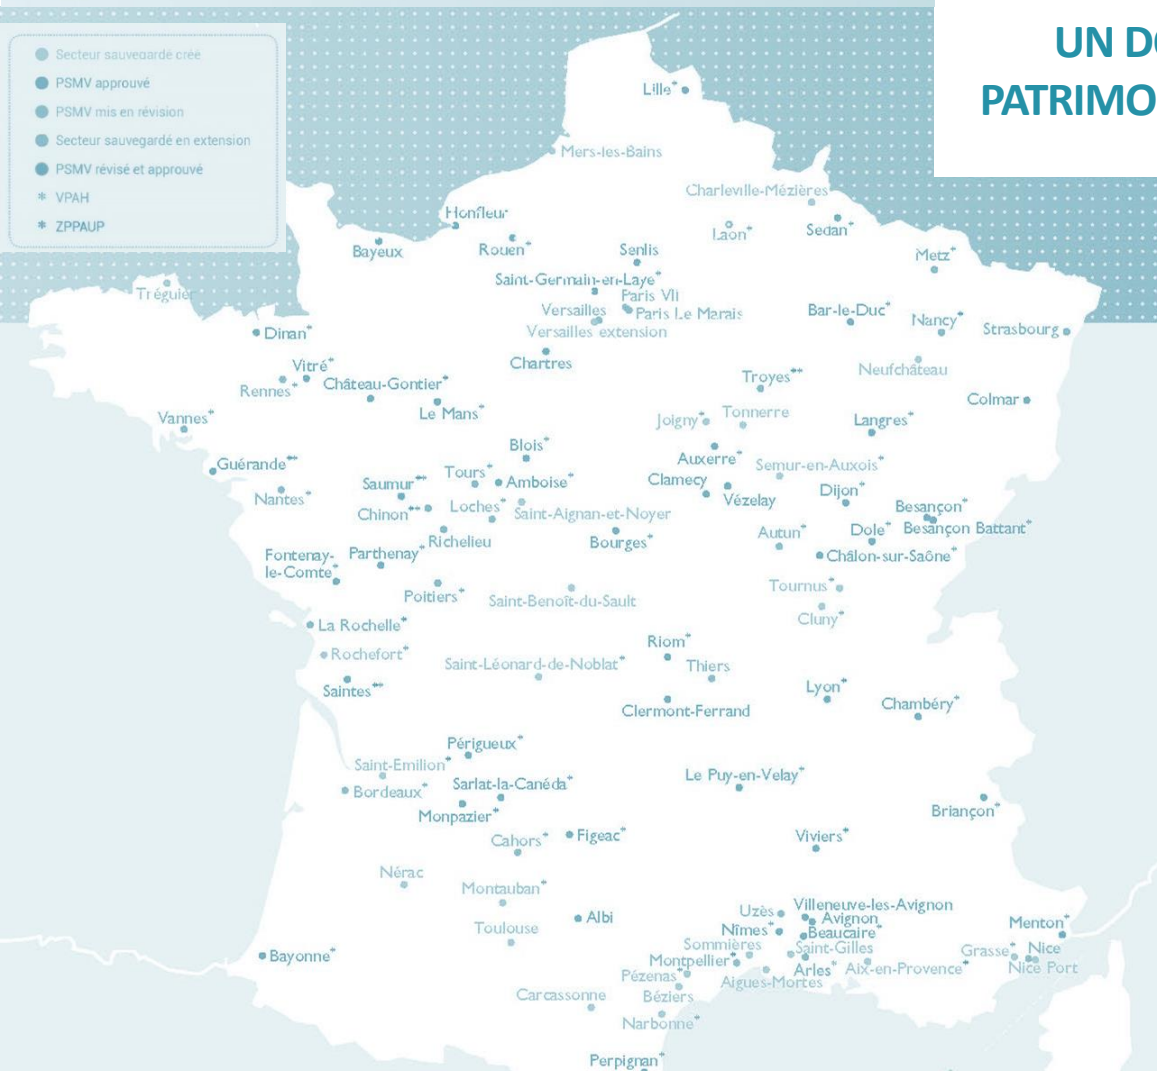 UN DO
PATRIMO
Secteur sauvegardé créé
PSMV approuvé
PSMV mis en révision
Secteur sauvegardé en extension
PSMV révisé et approuvé
* VPAH
* ZPPAUP
Lille*
Mers-les-Bains
Charleville-Mézières
Honfleur
Bayeux
Rouen*
Senlis
Laon*
Sedan*
Metz*
Saint-Germain-en-Laye*
Paris VII
Versailles
Paris Le Marais
Versailles extension
Bar-le-Duc*
Nancy*
Strasbourg
Tréguier
Dinan*
Chartres
Neufchâteau
Vitré*
Rennes*
Château-Gontier*
Le Mans*
Troyes**
Colmar
Vannes*
Joigny*
Tonnerre
Langres*
Blois*
Auxerre*
Guérande**
Saumur**
Tours*
Amboise*
Clamecy
Semur-en-Auxois*
Vézelay
Dijon*
Nantes*
Chinon**
Loches*
Saint-Aignan-et-Noyer
Besançon*
Besançon Battant*
Richelieu
Bourges*
Autun*
Dole*
Fontenay-
le-Comte*
Parthenay*
Châlon-sur-Saône*
Poitiers*
Saint-Benoît-du-Sault
Tournus*
Cluny*
La Rochelle*
Rochefort*
Saint-Léonard-de-Noblat*
Riom*
Thiers
Saintes**
Clermont-Ferrand
Lyon*
Chambéry*
Périgueux*
Saint-Emilion*
Bordeaux*
Sarlat-la-Canéda*
Le Puy-en-Velay*
Monpazier*
Briançon*
Cahors*
Figeac*
Viviers*
Nérac
Montauban*
Toulouse
Albi
Uzès
Villeneuve-les-Avignon
Avignon
Nîmes*
Beaucaire*
Menton*
Sommières
Saint-Gilles
Grasse*
Nice
Bayonne*
Montpellier*
Arles*
Aix-en-Provence*
Nice Port
Pézenas*
Aigues-Mortes
Carcassonne
Béziers
Narbonne*
Perpignan*